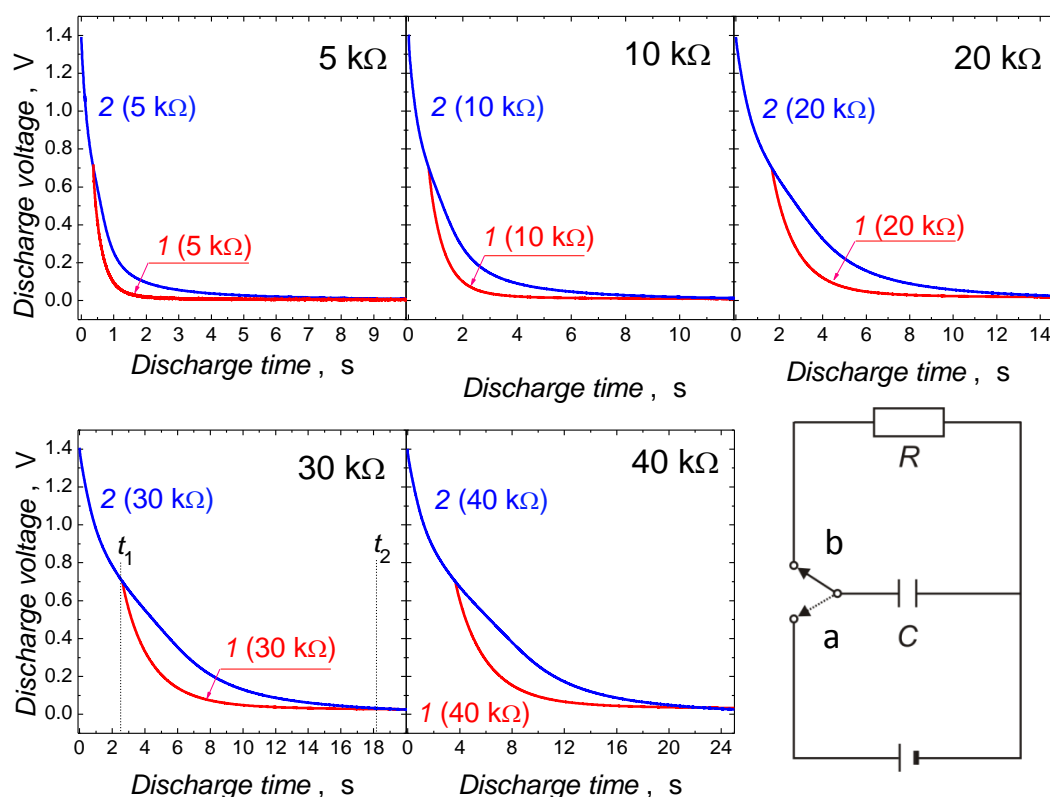 Discharge voltage , V
1.4
1.2
1.0
0.8
0.6
0.4
0.2
0.0
5 kΩ
2 (5 kΩ)
1 (5 kΩ)
0 1 2 3 4 5 6 7 8 9
Discharge time , s
10 kΩ
2 (10 kΩ)
1 (10 kΩ)
0 2 4 6 8 10
Discharge time , s
20 kΩ
2 (20 kΩ)
1 (20 kΩ)
0 2 4 6 8 10 12 14
Discharge time , s
Discharge voltage , V
1.4
1.2
1.0
0.8
0.6
0.4
0.2
0.0
30 kΩ
2 (30 kΩ)
t1
t2
1 (30 kΩ)
0 2 4 6 8 10 12 14 16 18
Discharge time , s
40 kΩ
2 (40 kΩ)
1 (40 kΩ)
0 4 8 12 16 20 24
Discharge time , s
R
b
a
C